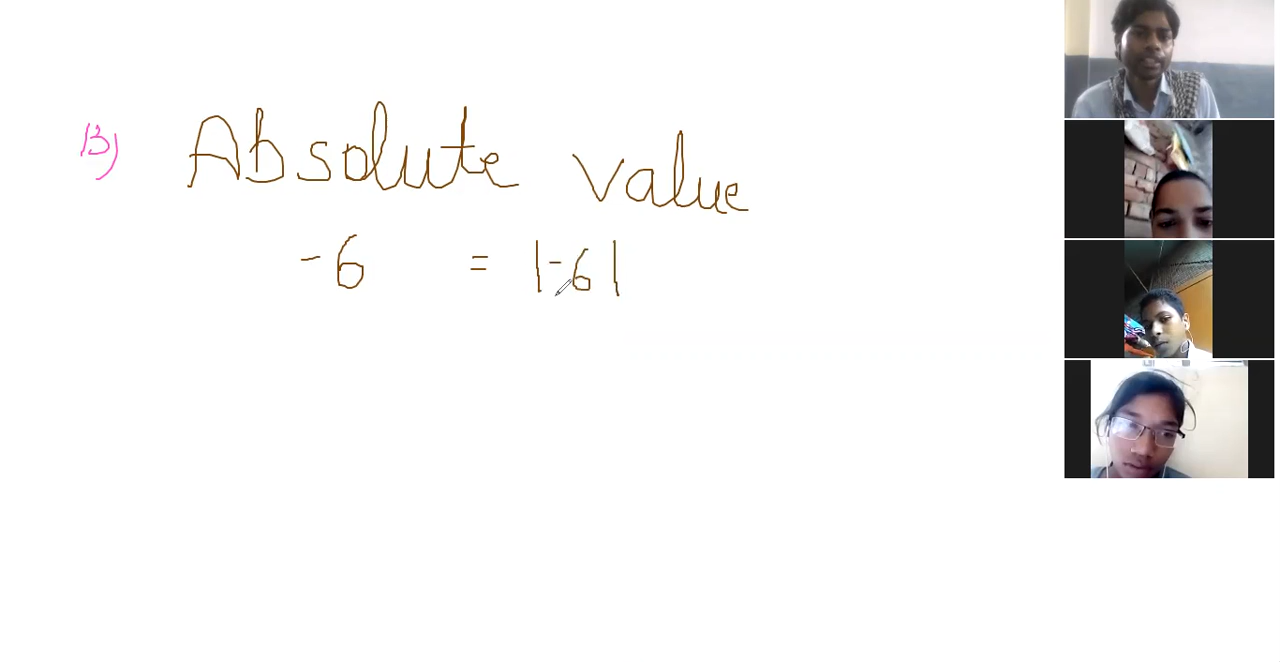 B) Absolute value
-6 = |-6|